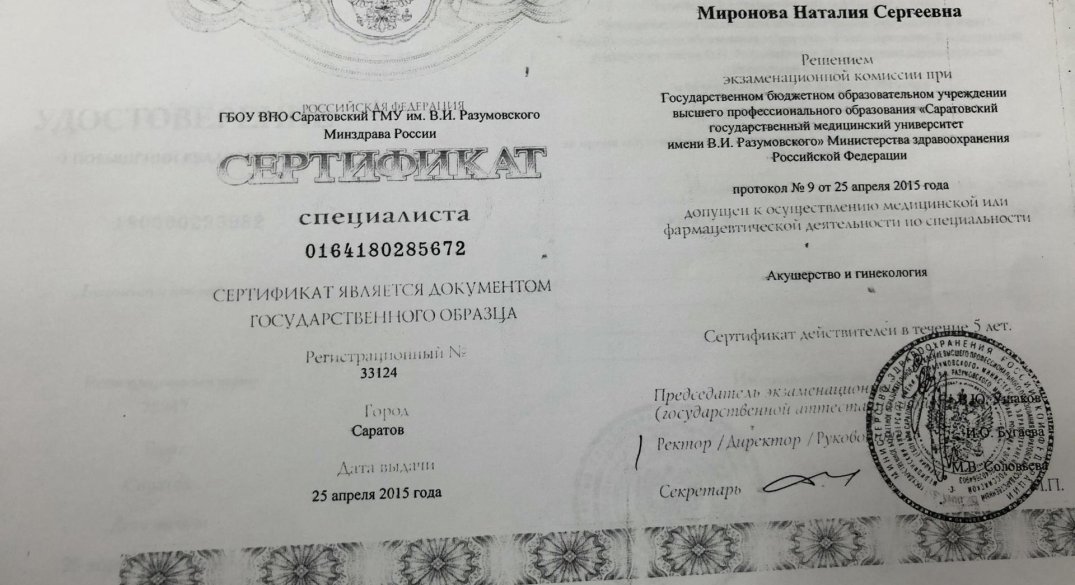 РОССИЙСКАЯ ФЕДЕРАЦИЯ
ГБОУ ВПО Саратовский ГМУ им. В.И. Разумовского
Минздрава России
СЕРТИФИКАТ
специалиста
0164180285672
СЕРТИФИКАТ ЯВЛЯЕТСЯ ДОКУМЕНТОМ
ГОСУДАРСТВЕННОГО ОБРАЗЦА
Регистрационный №
33124
Город
Саратов
Дата выдачи
25 апреля 2015 года
Миронова Наталия Сергеевна
Решением
экзаменационной комиссии при
Государственном бюджетном образовательном учреждении
высшего профессионального образования «Саратовский
государственный медицинский университет
имени В.И. Разумовского» Министерства здравоохранения
Российской Федерации
протокол № 9 от 25 апреля 2015 года
допущен к осуществлению медицинской или
фармацевтической деятельности по специальности
Акушерство и гинекология
Сертификат действителен в течение 5 лет.
Председатель экзаменацион
(государственной аттеста В.Ю. Ушаков
Ректор / Директор / Руково И.О. Бугаева
Секретарь М.В. Соловьёва
М.П.